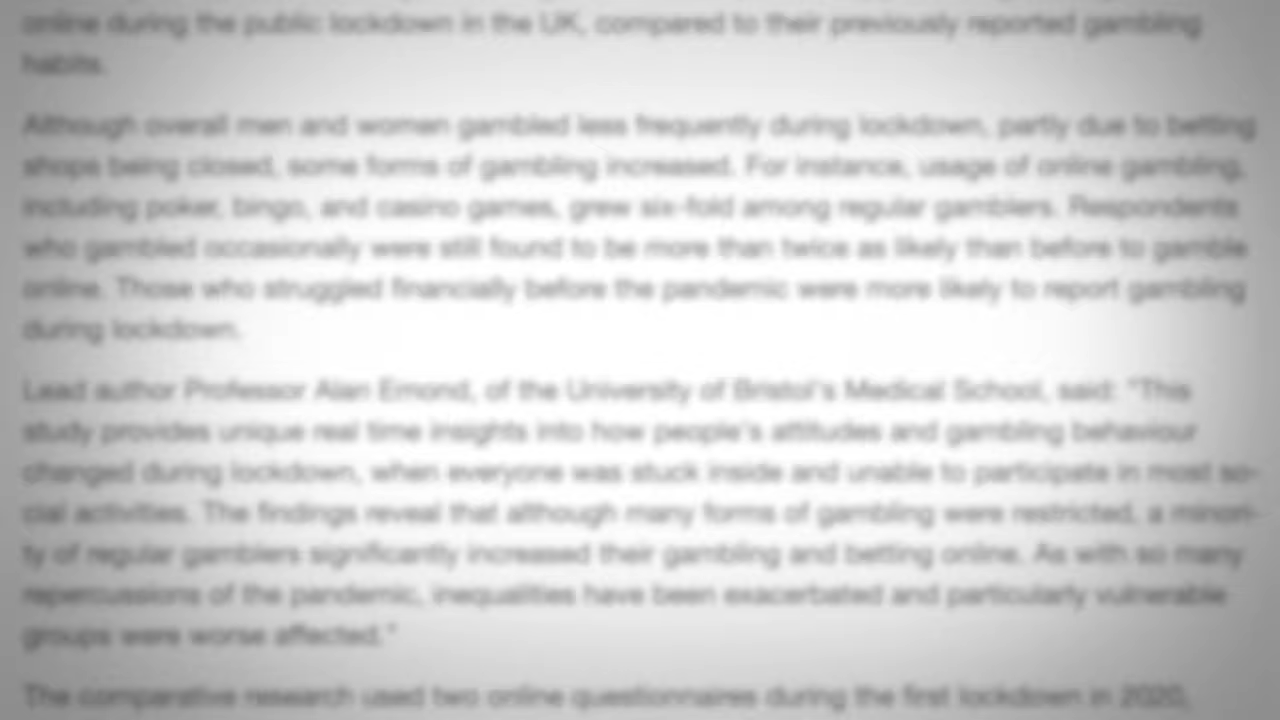 online during the public lockdown in the UK, compared to their previously reported gambling
habits.
Although overall men and women gambled less frequently during lockdown, partly due to betting
shops being closed, some forms of gambling increased. For instance, usage of online gambling,
including poker, bingo, and casino games, grew six-fold among regular gamblers. Respondents
who gambled occasionally were still found to be more than twice as likely than before to gamble
online. Those who struggled financially before the pandemic were more likely to report gambling
during lockdown.
Lead author Professor Alan Emond, of the University of Bristol's Medical School, said: "This
study provides unique real time insights into how people's attitudes and gambling behaviour
changed during lockdown, when everyone was stuck inside and unable to participate in most so-
cial activities. The findings reveal that although many forms of gambling were restricted, a minori-
ty of regular gamblers significantly increased their gambling and betting online. As with so many
repercussions of the pandemic, inequalities have been exacerbated and particularly vulnerable
groups were worse affected."
The comparative research used two online questionnaires during the first lockdown in 2020,